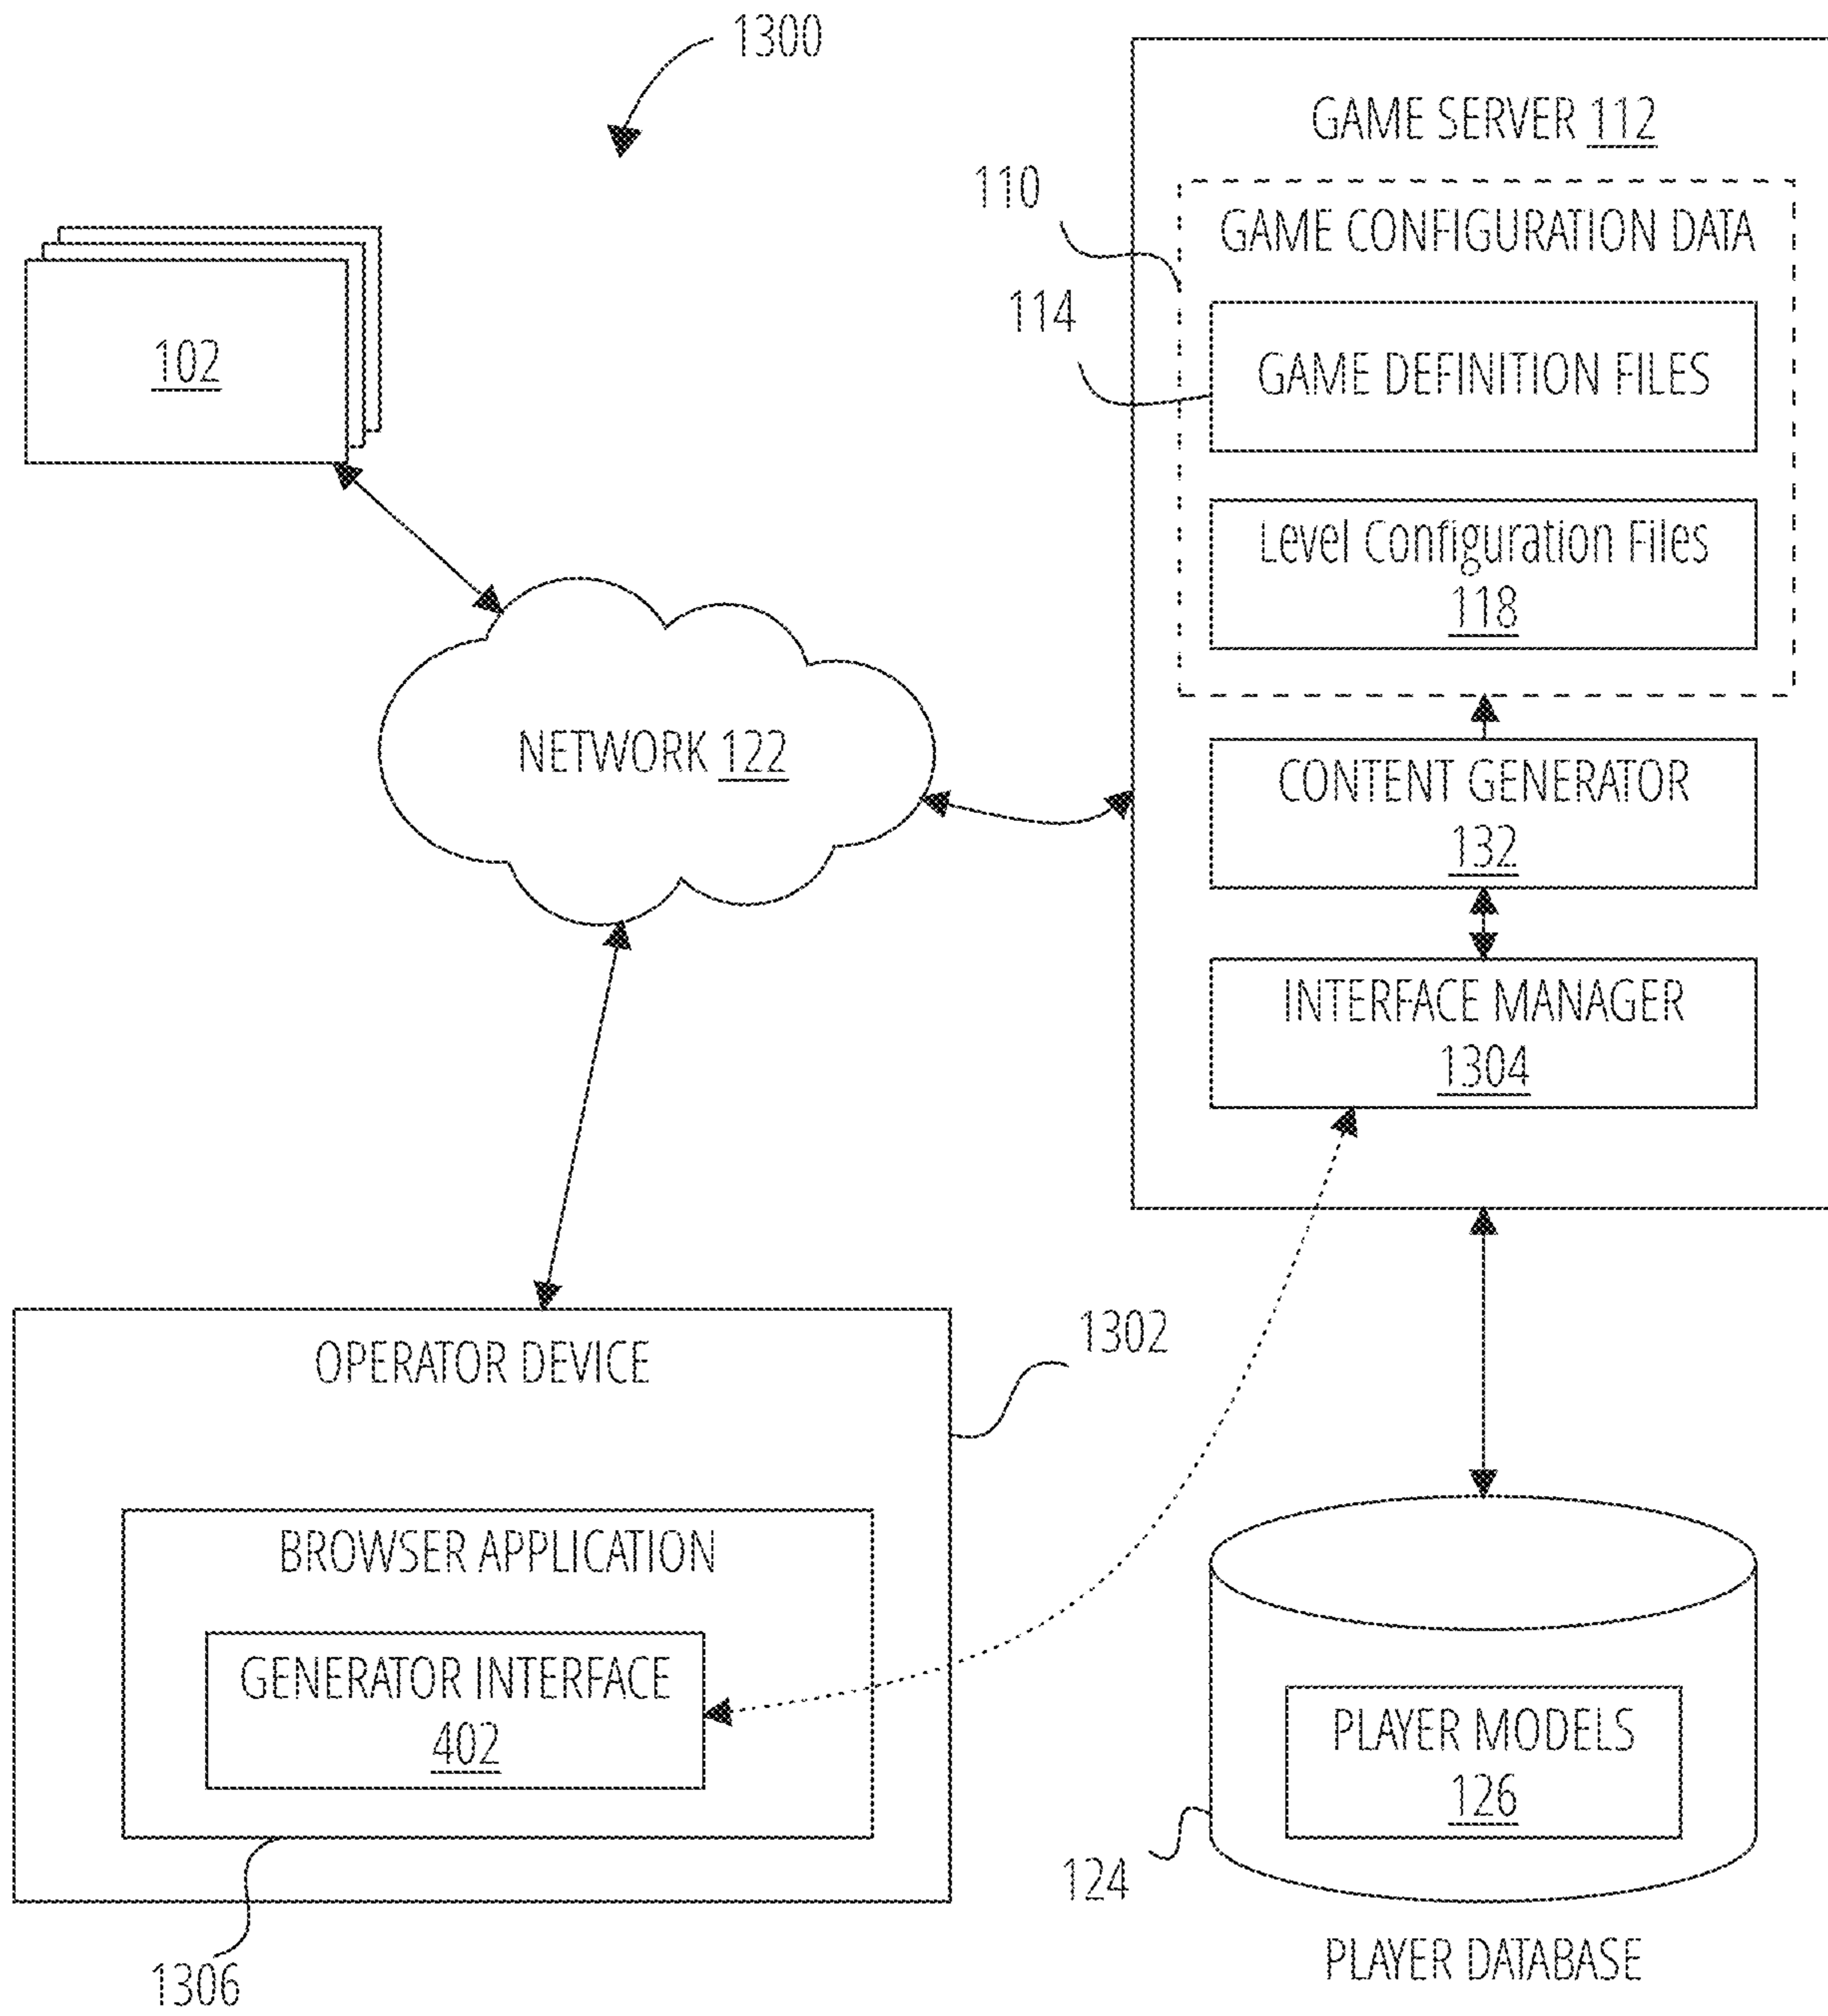 1300
GAME SERVER 112
110
GAME CONFIGURATION DATA
114
GAME DEFINITION FILES
102
Level Configuration Files
118
NETWORK 122
CONTENT GENERATOR
132
INTERFACE MANAGER
1304
OPERATOR DEVICE
1302
BROWSER APPLICATION
GENERATOR INTERFACE
402
1306
PLAYER MODELS
126
124
PLAYER DATABASE